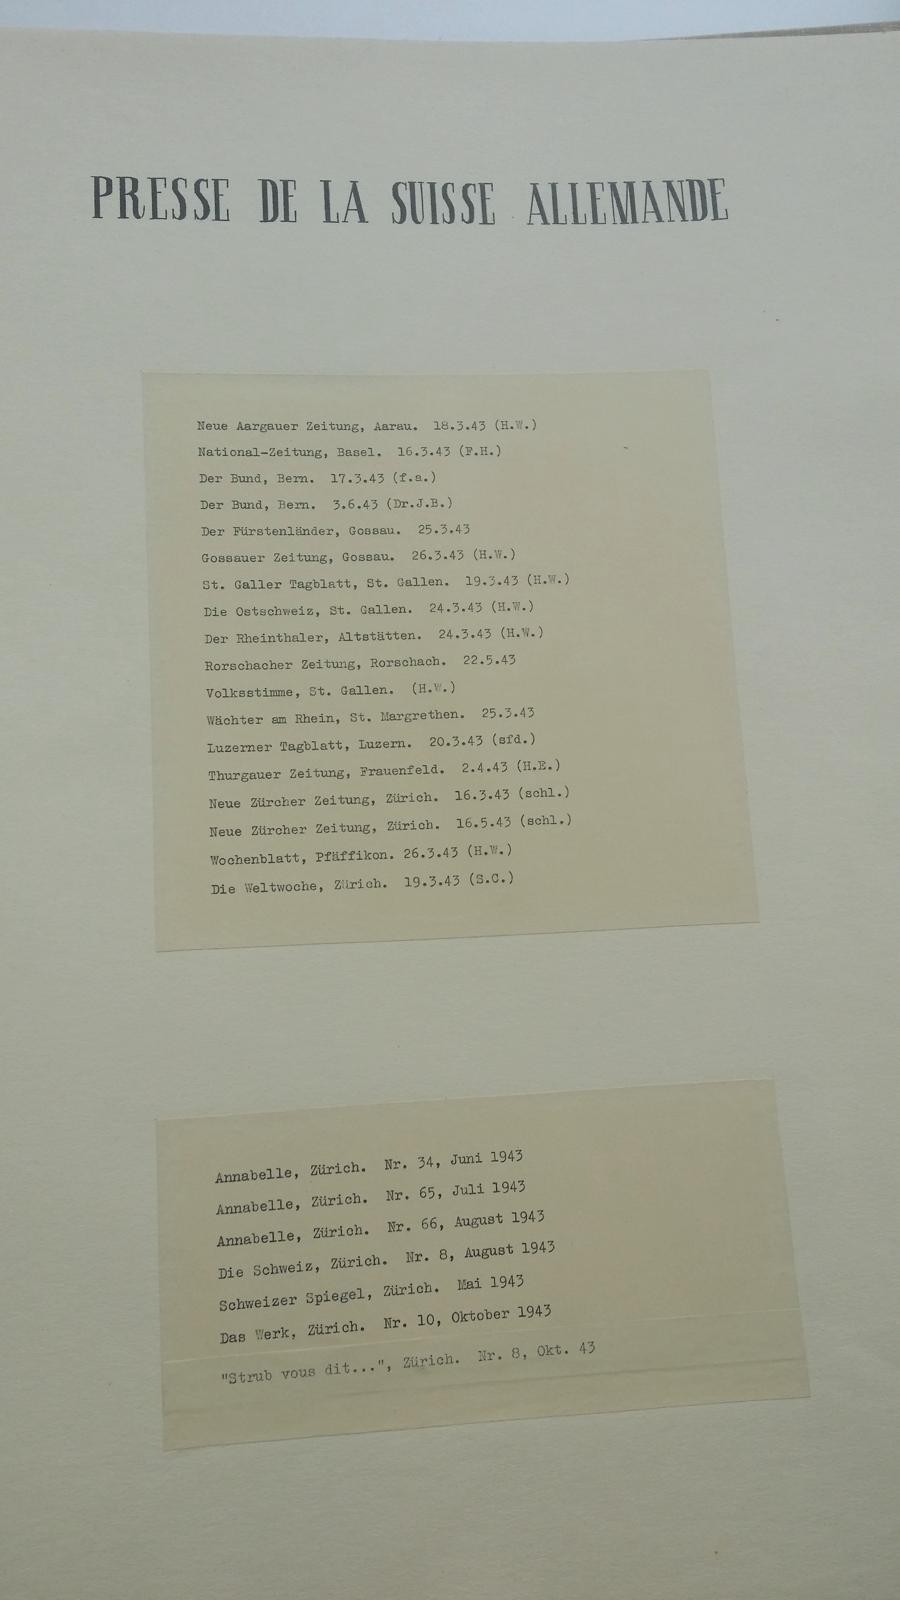 PRESSE DE LA SUISSE ALLEMANDE
Neue Aargauer Zeitung, Aarau. 18.3.43 (H.W.)
National-Zeitung, Basel. 16.3.43 (F.H.)
Der Bund, Bern. 17.3.43 (f.a.)
Der Bund, Bern. 3.6.43 (Dr.J.B.)
Der Fürstenländer, Gossau. 25.3.43
Gossauer Zeitung, Gossau. 26.3.43 (H.W.)
St. Galler Tagblatt, St. Gallen. 19.3.43 (H.W.)
Die Ostschweiz, St. Gallen. 24.3.43 (H.W.)
Der Rheinthaler, Altstätten. 24.3.43 (H.W.)
Rorschacher Zeitung, Rorschach. 22.5.43
Volksstimme, St. Gallen. (H.W.)
Wächter am Rhein, St. Margrethen. 25.3.43
Luzerner Tagblatt, Luzern. 20.3.43 (sfd.)
Thurgauer Zeitung, Frauenfeld. 2.4.43 (H.E.)
Neue Zürcher Zeitung, Zürich. 16.3.43 (schl.)
Neue Zürcher Zeitung, Zürich. 16.5.43 (schl.)
Wochenblatt, Pfäffikon. 26.3.43 (H.W.)
Die Weltwoche, Zürich. 19.3.43 (S.C.)
Annabelle, Zürich. Nr. 34, Juni 1943
Annabelle, Zürich. Nr. 65, Juli 1943
Annabelle, Zürich. Nr. 66, August 1943
Die Schweiz, Zürich. Nr. 8, August 1943
Schweizer Spiegel, Zürich. Mai 1943
Das Werk, Zürich. Nr. 10, Oktober 1943
"Strub vous dit...", Zürich. Nr. 8, Okt. 43